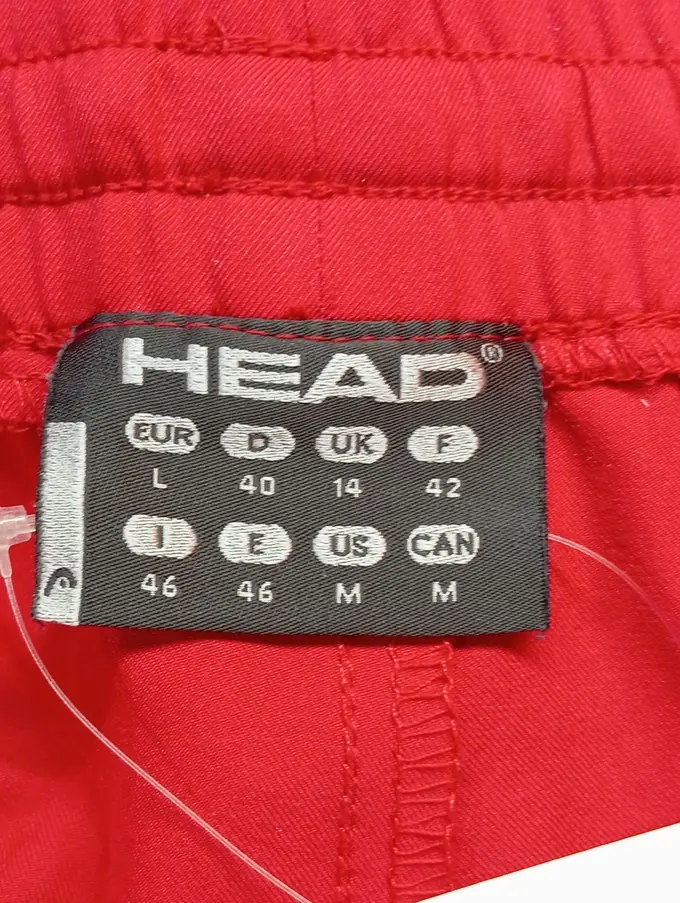 HEAD®
EUR D UK F
L 40 14 42
I E US CAN
46 46 M M